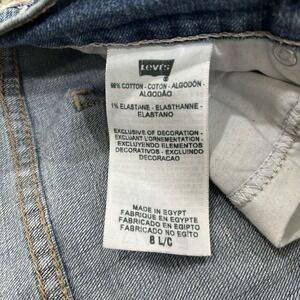 Levi's
99% COTTON - COTON - ALGODÓN -
ALGODÃO
1% ELASTANE - ELASTHANNE -
ELASTANO
EXCLUSIVE OF DECORATION -
EXCLUANT L'ORNEMENTATION -
EXCLUYENDO ELEMENTOS
DECORATIVOS - EXCLUINDO
DECORACAO
MADE IN EGYPT
FABRIQUE EN EGYPTE
FABRICADO EN EGIPTO
FABRICADO NO EGITO
8 L/C